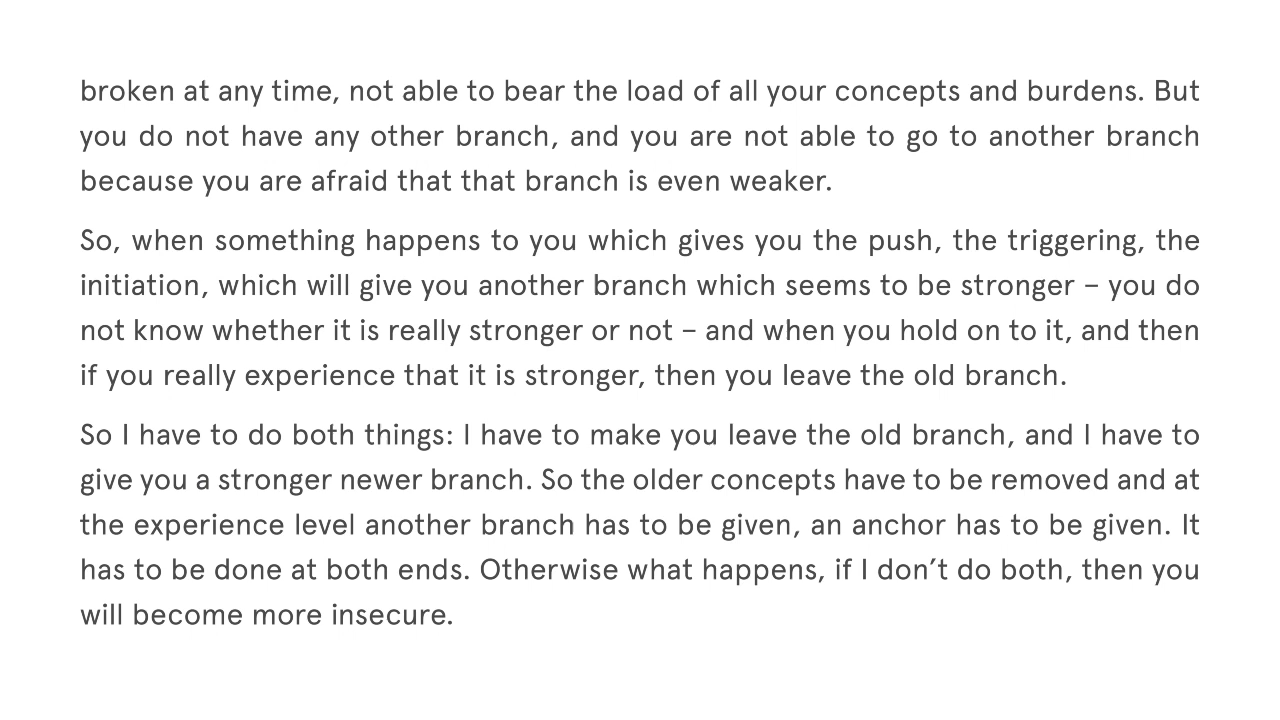 broken at any time, not able to bear the load of all your concepts and burdens. But
you do not have any other branch, and you are not able to go to another branch
because you are afraid that that branch is even weaker.
So, when something happens to you which gives you the push, the triggering, the
initiation, which will give you another branch which seems to be stronger – you do
not know whether it is really stronger or not – and when you hold on to it, and then
if you really experience that it is stronger, then you leave the old branch.
So I have to do both things: I have to make you leave the old branch, and I have to
give you a stronger newer branch. So the older concepts have to be removed and at
the experience level another branch has to be given, an anchor has to be given. It
has to be done at both ends. Otherwise what happens, if I don’t do both, then you
will become more insecure.